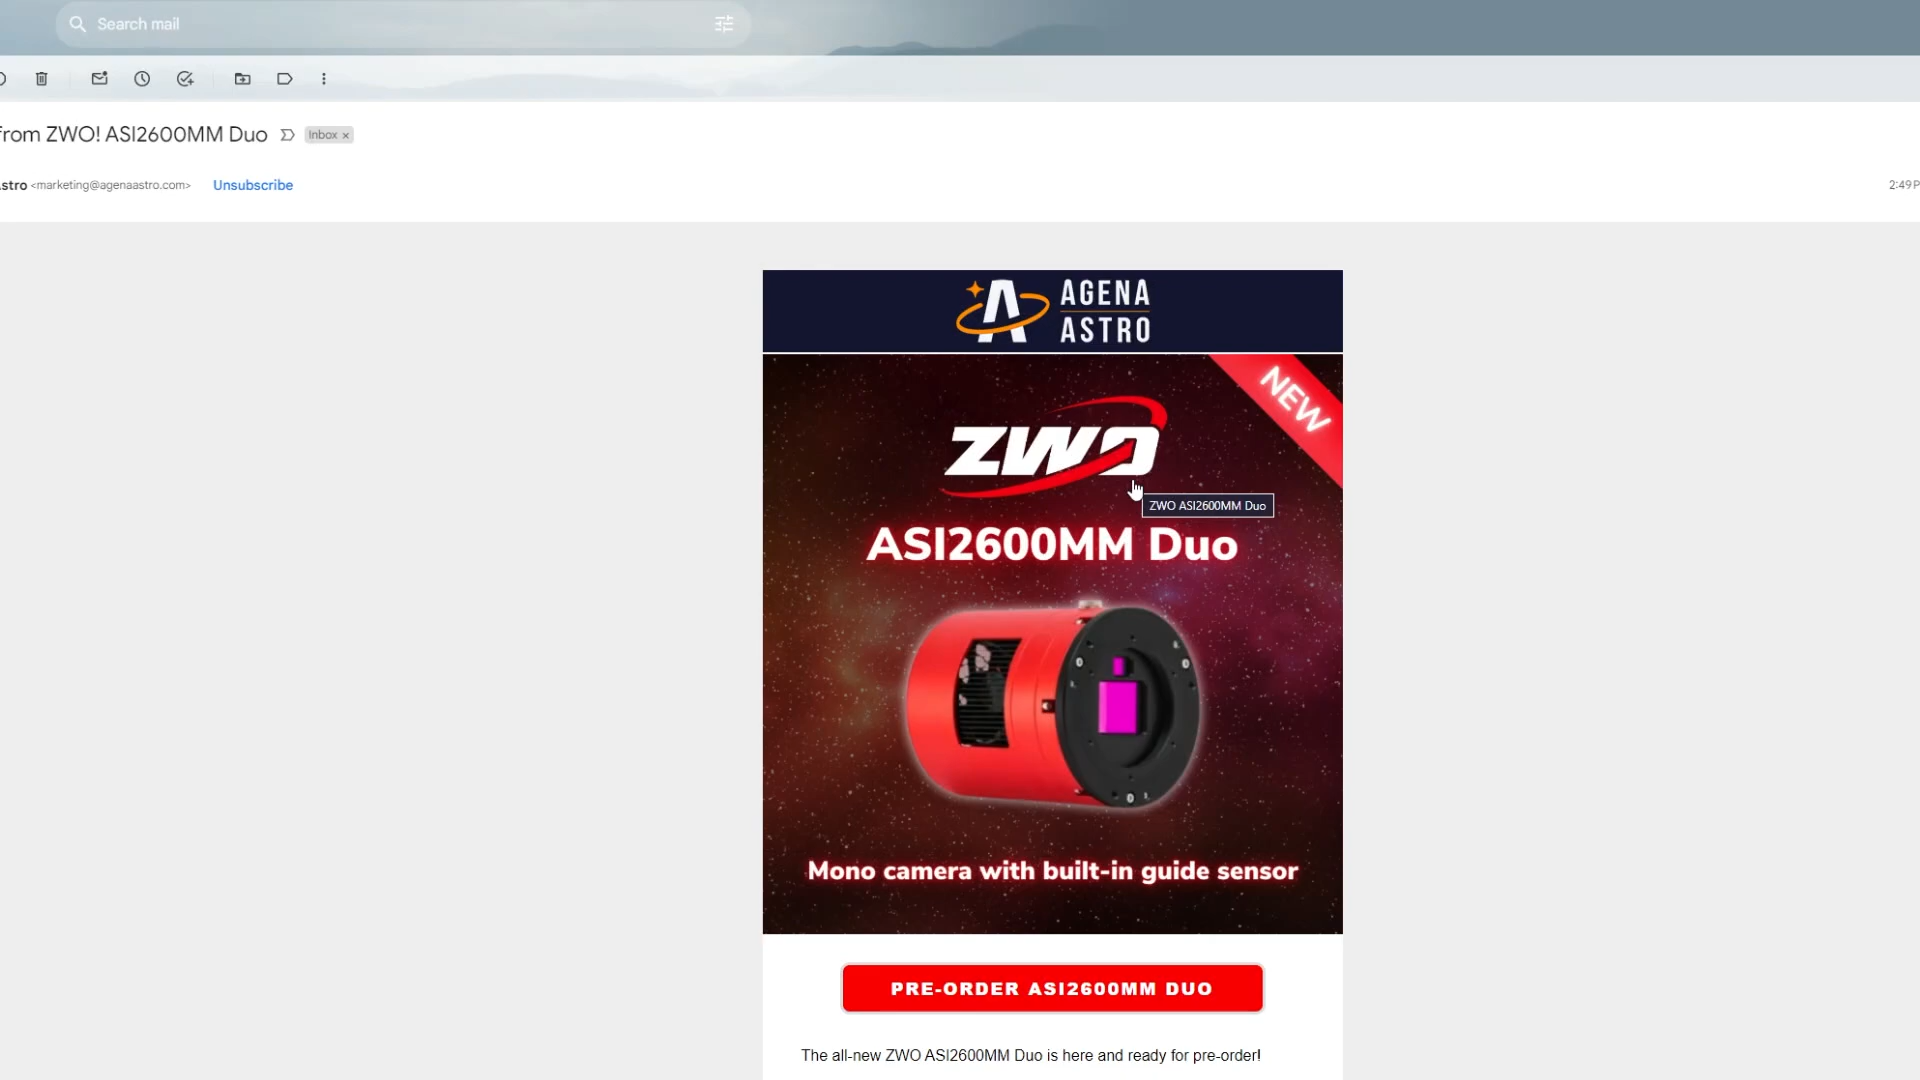 Search mail
from ZWO! ASI2600MM Duo Inbox ×
stro <marketing@agenaastro.com> Unsubscribe 2:49 P
AGENA
ASTRO
NEW
ZWO
ZWO ASI2600MM Duo
ASI2600MM Duo
Mono camera with built-in guide sensor
PRE-ORDER ASI2600MM DUO
The all-new ZWO ASI2600MM Duo is here and ready for pre-order!